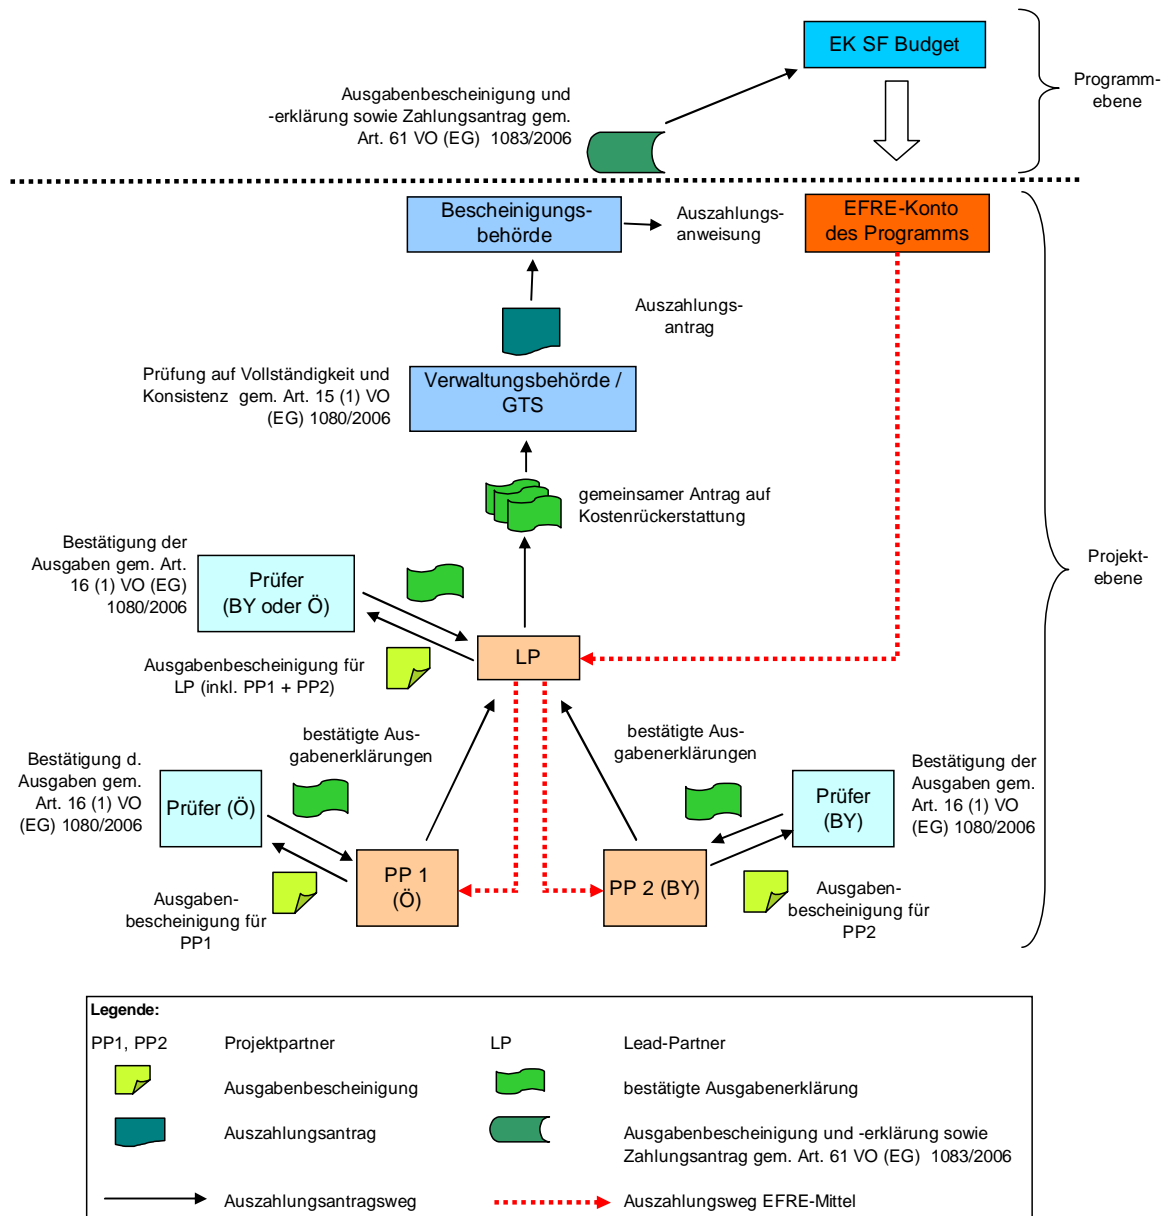 EK SF Budget
Programm-
ebene
Ausgabenbescheinigung und
-erklärung sowie Zahlungsantrag gem.
Art. 61 VO (EG) 1083/2006
Bescheinigungs-
behörde
Auszahlungs-
anweisung
EFRE-Konto
des Programms
Auszahlungs-
antrag
Prüfung auf Vollständigkeit und
Konsistenz gem. Art. 15 (1) VO
(EG) 1080/2006
Verwaltungsbehörde /
GTS
gemeinsamer Antrag auf
Kostenrückerstattung
Projekt-
ebene
Bestätigung der
Ausgaben gem. Art.
16 (1) VO (EG)
1080/2006
Prüfer
(BY oder Ö)
LP
Ausgabenbescheinigung für
LP (inkl. PP1 + PP2)
bestätigte Aus-
gabenerklärungen
bestätigte Aus-
gabenerklärungen
Bestätigung d.
Ausgaben gem.
Art. 16 (1) VO
(EG) 1080/2006
Prüfer (Ö)
Prüfer
(BY)
Bestätigung der
Ausgaben gem.
Art. 16 (1) VO
(EG) 1080/2006
PP 1
(Ö)
PP 2 (BY)
Ausgaben-
bescheinigung für
PP1
Ausgaben-
bescheinigung für
PP2
Legende:
PP1, PP2 Projektpartner LP Lead-Partner
Ausgabenbescheinigung bestätigte Ausgabenerklärung
Auszahlungsantrag
Ausgabenbescheinigung und -erklärung sowie
Zahlungsantrag gem. Art. 61 VO (EG) 1083/2006
Auszahlungsantragsweg Auszahlungsweg EFRE-Mittel